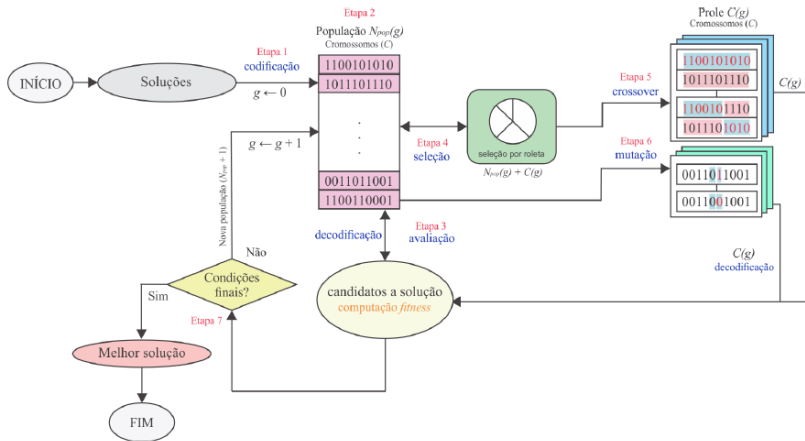 Etapa 2
População Npop(g)
Cromossomos (C)
Prole C(g)
Cromossomos (C)
INÍCIO
Soluções
Etapa 1
codificação
g ← 0
1100101010
1011101110
.
.
.
.
0011011001
1100110001
g ← g + 1
Nova população (Npop + 1)
Etapa 4
seleção
seleção por roleta
Npop(g) + C(g)
Etapa 5
crossover
1100101010
1011101110
1100101110
1011101010
C(g)
Etapa 6
mutação
0011011001
0011001001
C(g)
decodificação
decodificação
Etapa 3
avaliação
candidatos a solução
computação fitness
Não
Condições
finais?
Sim
Etapa 7
Melhor solução
FIM